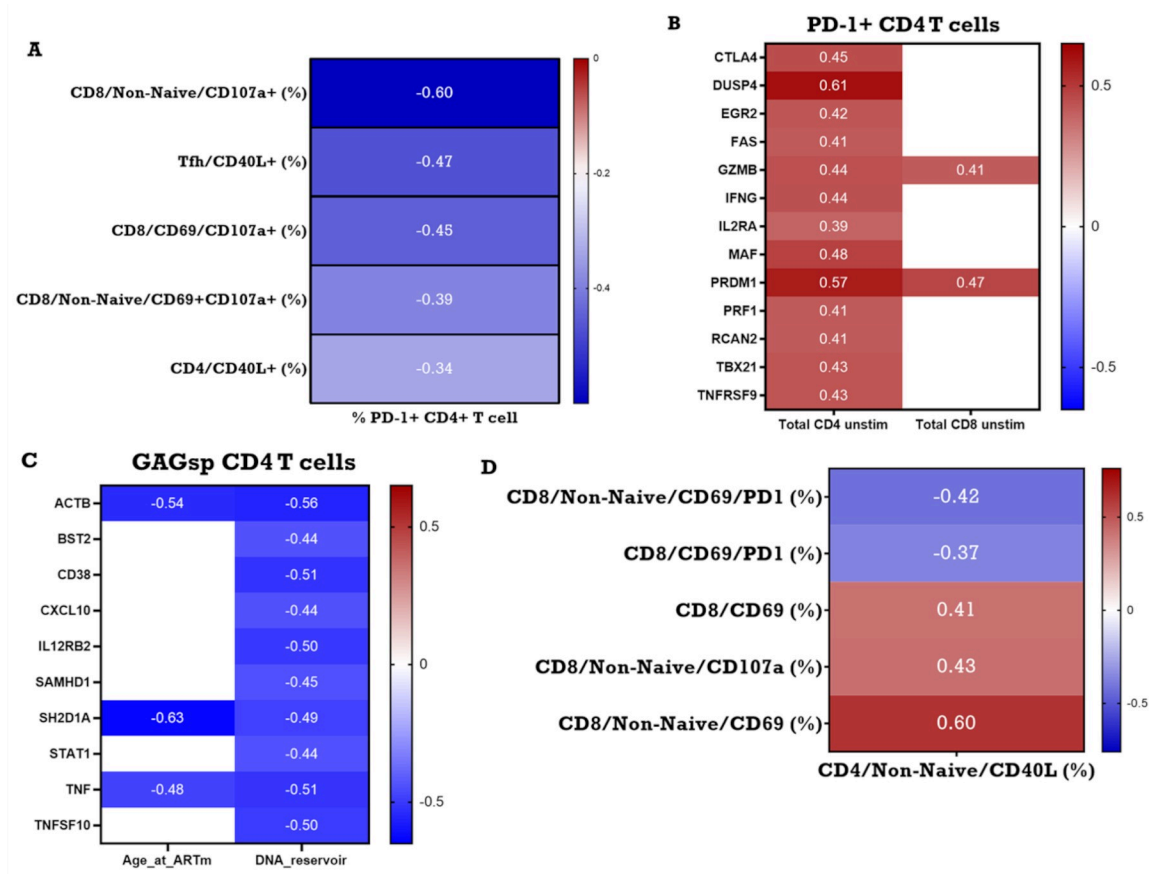 A
CD8/Non-Naive/CD107a+ (%)
-0.60
Tfh/CD40L+ (%)
-0.47
CD8/CD69/CD107a+ (%)
-0.45
CD8/Non-Naive/CD69+CD107a+ (%)
-0.39
CD4/CD40L+ (%)
-0.34
% PD-1+ CD4+ T cell
0
-0.2
-0.4
B
PD-1+ CD4 T cells
CTLA4 0.45
DUSP4 0.61
EGR2 0.42
FAS 0.41
GZMB 0.44 0.41
IFNG 0.44
IL2RA 0.39
MAF 0.48
PRDM1 0.57 0.47
PRF1 0.41
RCAN2 0.41
TBX21 0.43
TNFRSF9 0.43
Total CD4 unstim Total CD8 unstim
0.5
0
-0.5
C
GAGsp CD4 T cells
ACTB -0.54 -0.56
BST2 -0.44
CD38 -0.51
CXCL10 -0.44
IL12RB2 -0.50
SAMHD1 -0.45
SH2D1A -0.63 -0.49
STAT1 -0.44
TNF -0.48 -0.51
TNFSF10 -0.50
Age_at_ARTm DNA_reservoir
0.5
0
-0.5
D
CD8/Non-Naive/CD69/PD1 (%) -0.42
CD8/CD69/PD1 (%) -0.37
CD8/CD69 (%) 0.41
CD8/Non-Naive/CD107a (%) 0.43
CD8/Non-Naive/CD69 (%) 0.60
CD4/Non-Naive/CD40L (%)
0.5
0
-0.5